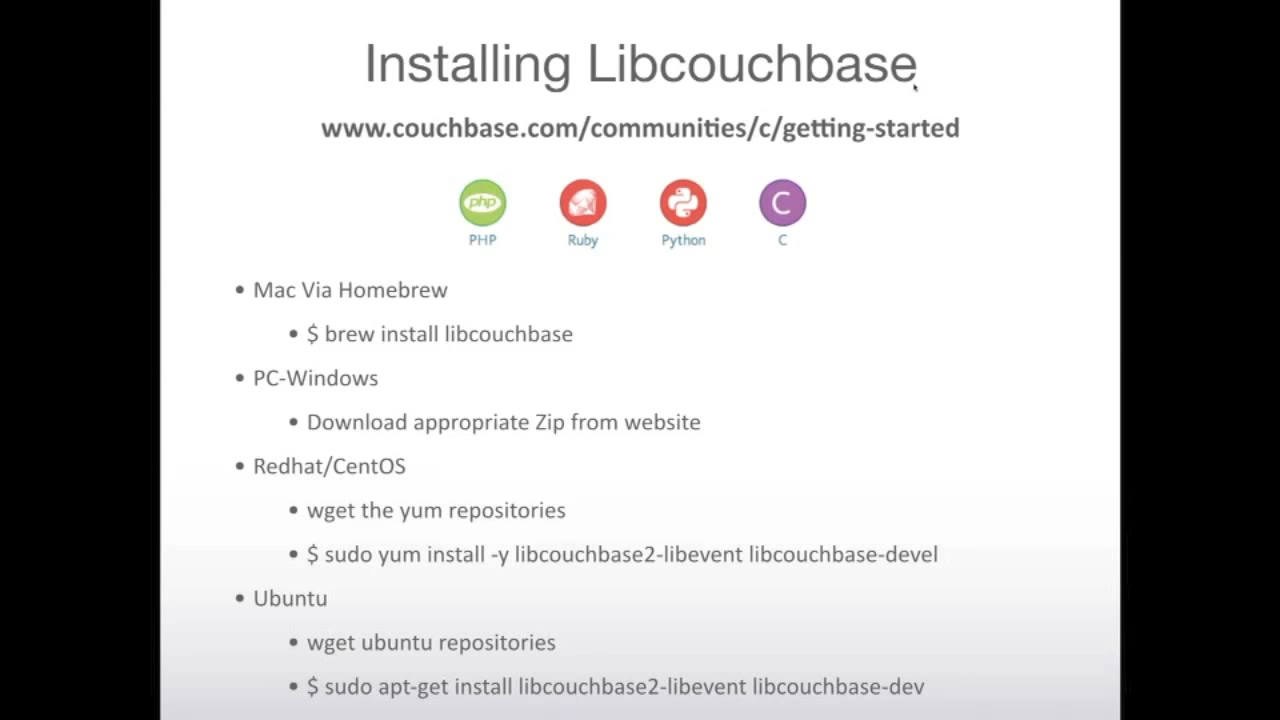 Installing Libcouchbase
www.couchbase.com/communities/c/getting-started
php
C
PHP
Ruby
Python
C
• Mac Via Homebrew
• $ brew install libcouchbase
• PC-Windows
• Download appropriate Zip from website
• Redhat/CentOS
• wget the yum repositories
• $ sudo yum install -y libcouchbase2-libevent libcouchbase-devel
• Ubuntu
• wget ubuntu repositories
• $ sudo apt-get install libcouchbase2-libevent libcouchbase-dev